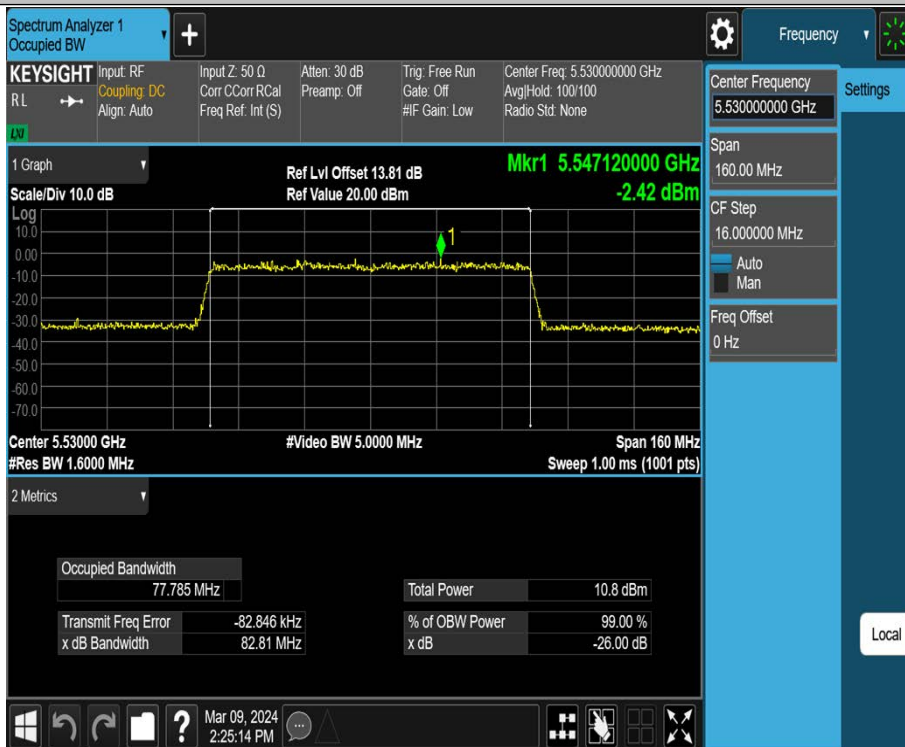 Spectrum Analyzer 1
Occupied BW
+
Frequency
KEYSIGHT
R L
LXI
Input: RF
Coupling: DC
Align: Auto
Input Z: 50 Ω
Corr CCorr RCal
Freq Ref: Int (S)
Atten: 30 dB
Preamp: Off
Trig: Free Run
Gate: Off
#IF Gain: Low
Center Freq: 5.530000000 GHz
Avg|Hold: 100/100
Radio Std: None
Center Frequency
5.530000000 GHz
Settings
Span
160.00 MHz
CF Step
16.000000 MHz
Auto
Man
Freq Offset
0 Hz
Local
1 Graph
Scale/Div 10.0 dB
Ref Lvl Offset 13.81 dB
Ref Value 20.00 dBm
Mkr1 5.547120000 GHz
-2.42 dBm
Log
10.0
0.00
-10.0
-20.0
-30.0
-40.0
-50.0
-60.0
-70.0
1
Center 5.53000 GHz
#Video BW 5.0000 MHz
Span 160 MHz
#Res BW 1.6000 MHz
Sweep 1.00 ms (1001 pts)
2 Metrics
Occupied Bandwidth
77.785 MHz
Total Power 10.8 dBm
Transmit Freq Error -82.846 kHz
% of OBW Power 99.00 %
x dB Bandwidth 82.81 MHz
x dB -26.00 dB
?
Mar 09, 2024
2:25:14 PM